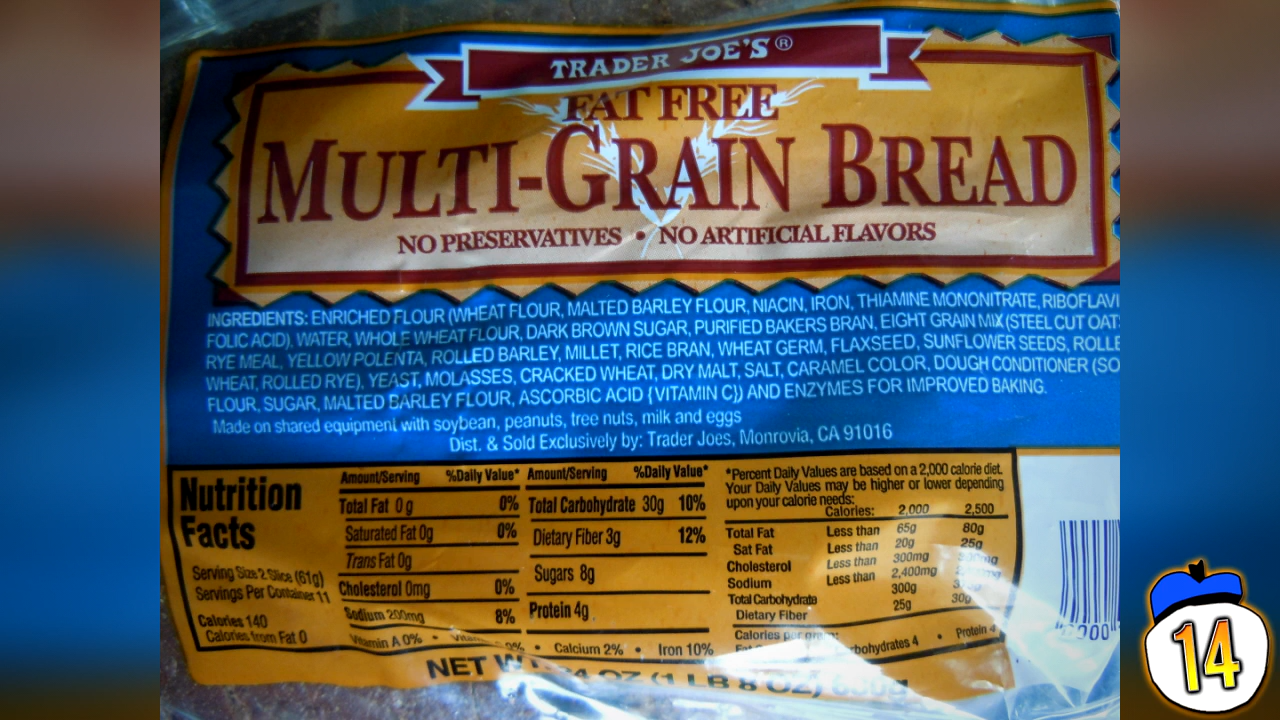 TRADER JOE'S®
FAT FREE
MULTI-GRAIN BREAD
NO PRESERVATIVES • NO ARTIFICIAL FLAVORS
INGREDIENTS: ENRICHED FLOUR (WHEAT FLOUR, MALTED BARLEY FLOUR, NIACIN, IRON, THIAMINE MONONITRATE, RIBOFLAVI
FOLIC ACID). WATER, WHOLE WHEAT FLOUR, DARK BROWN SUGAR, PURIFIED BAKERS BRAN, EIGHT GRAIN MIX (STEEL CUT OAT
RYE MEAL, YELLOW POLENTA, ROLLED BARLEY, MILLET, RICE BRAN, WHEAT GERM, FLAXSEED, SUNFLOWER SEEDS, ROLLE
WHEAT, ROLLED RYE), YEAST, MOLASSES, CRACKED WHEAT, DRY MALT, SALT, CARAMEL COLOR, DOUGH CONDITIONER (SO
FLOUR, SUGAR, MALTED BARLEY FLOUR, ASCORBIC ACID {VITAMIN C}) AND ENZYMES FOR IMPROVED BAKING.
Made on shared equipment with soybean, peanuts, tree nuts, milk and eggs
Dist. & Sold Exclusively by: Trader Joes, Monrovia, CA 91016
Nutrition
Facts
Serving Size 2 Slice (61g)
Servings Per Container 11
Calories 140
Calories from Fat 0
Amount/Serving %Daily Value*
Total Fat 0g 0%
Saturated Fat 0g 0%
Trans Fat 0g
Cholesterol 0mg 0%
Sodium 200mg 8%
Amount/Serving %Daily Value*
Total Carbohydrate 30g 10%
Dietary Fiber 3g 12%
Sugars 8g
Protein 4g
Vitamin A 0% • 0% • Calcium 2% • Iron 10%
*Percent Daily Values are based on a 2,000 calorie diet.
Your Daily Values may be higher or lower depending
upon your calorie needs:
Calories: 2,000 2,500
Total Fat Less than 65g 80g
Sat Fat Less than 20g 25g
Cholesterol Less than 300mg
Sodium Less than 2,400mg
Total Carbohydrate 300g
Dietary Fiber 25g
Calories per
4 • Protein 4
NET OZ (1 LB 8 OZ)
14